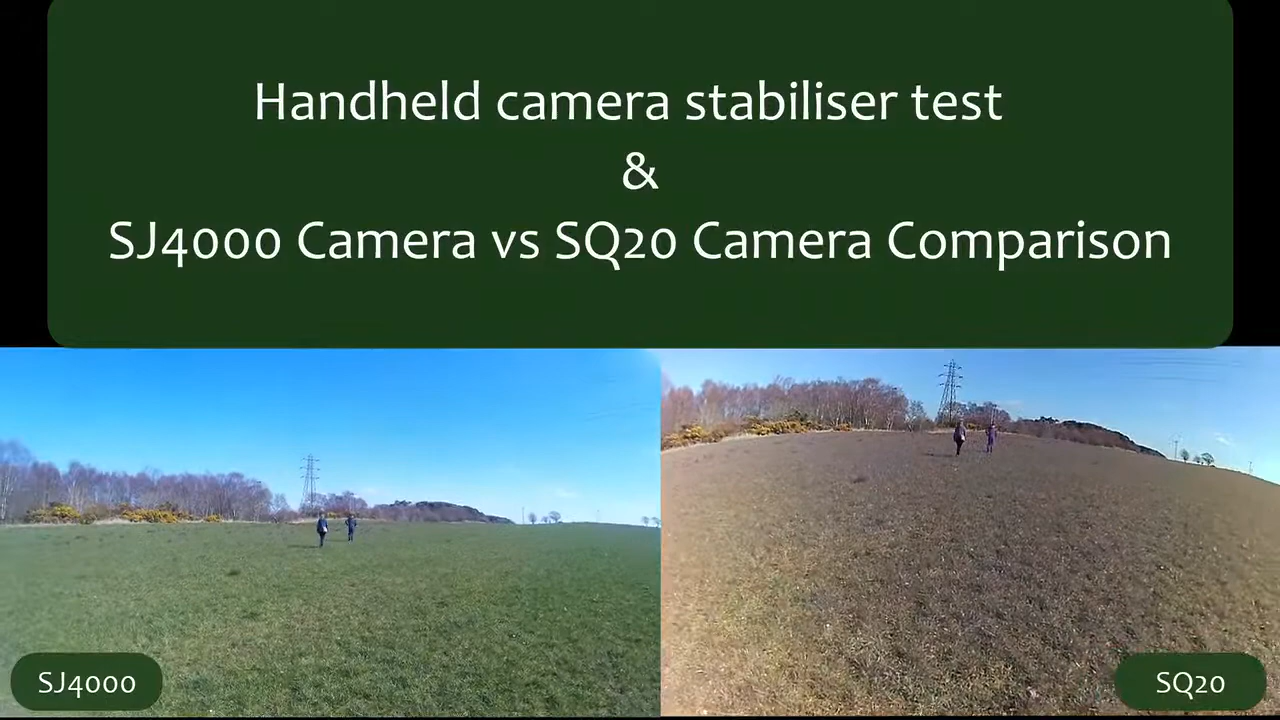 Handheld camera stabiliser test
&
SJ4000 Camera vs SQ20 Camera Comparison
SJ4000
SQ20